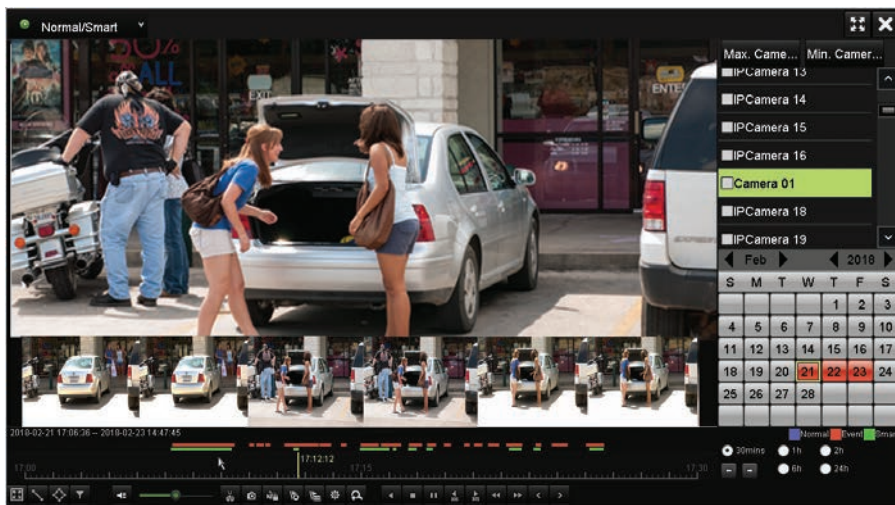 Normal/Smart
50%
ALL
EXIT
ENTE
Max. Came... Min. Camer...
IPCamera 13
IPCamera 14
IPCamera 15
IPCamera 16
Camera 01
IPCamera 18
IPCamera 19
Feb 2018
S M T W T F S
1 2 3
4 5 6 7 8 9 10
11 12 13 14 15 16 17
18 19 20 21 22 23 24
25 26 27 28
2018-02-21 17:06:36 -- 2018-02-23 14:47:45
Normal Event Smar
17:12:12
30mins 1h 2h
17:00 17:15 17:30
6h 24h